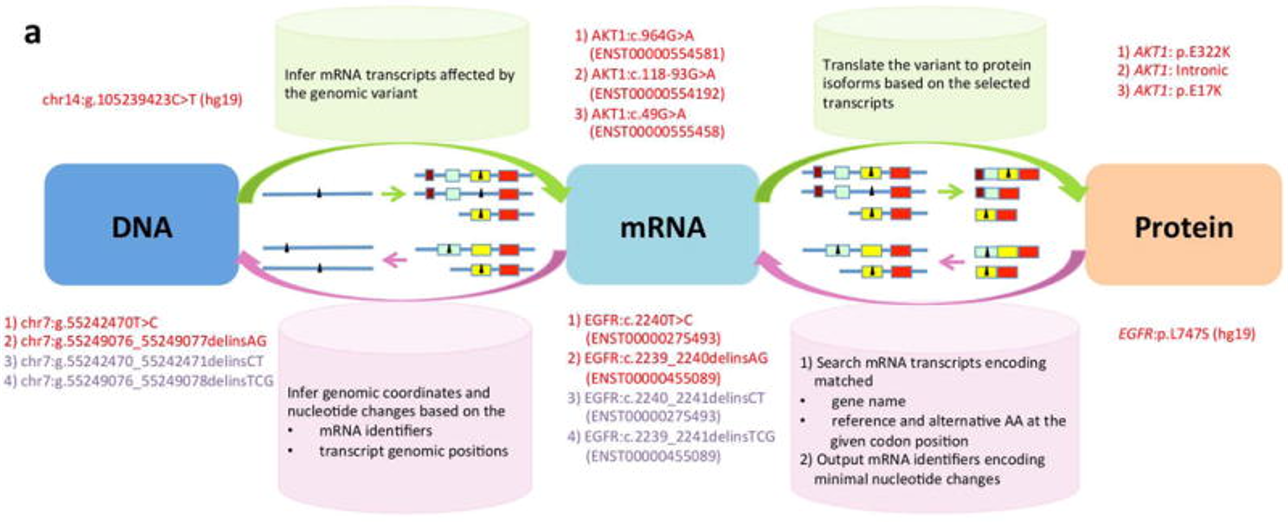 a
chr14:g.105239423C>T (hg19)
Infer mRNA transcripts affected by
the genomic variant
1) AKT1:c.964G>A
(ENST00000554581)
2) AKT1:c.118-93G>A
(ENST00000554192)
3) AKT1:c.49G>A
(ENST00000555458)
Translate the variant to protein
isoforms based on the selected
transcripts
1) AKT1: p.E322K
2) AKT1: Intronic
3) AKT1: p.E17K
DNA
mRNA
Protein
1) chr7:g.55242470T>C
2) chr7:g.55249076_55249077delinsAG
3) chr7:g.55242470_55242471delinsCT
4) chr7:g.55249076_55249078delinsTCG
Infer genomic coordinates and
nucleotide changes based on the
• mRNA identifiers
• transcript genomic positions
1) EGFR:c.2240T>C
(ENST00000275493)
2) EGFR:c.2239_2240delinsAG
(ENST00000455089)
3) EGFR:c.2240_2241delinsCT
(ENST00000275493)
4) EGFR:c.2239_2241delinsTCG
(ENST00000455089)
1) Search mRNA transcripts encoding
matched
• gene name
• reference and alternative AA at the
given codon position
2) Output mRNA identifiers encoding
minimal nucleotide changes
EGFR:p.L747S (hg19)